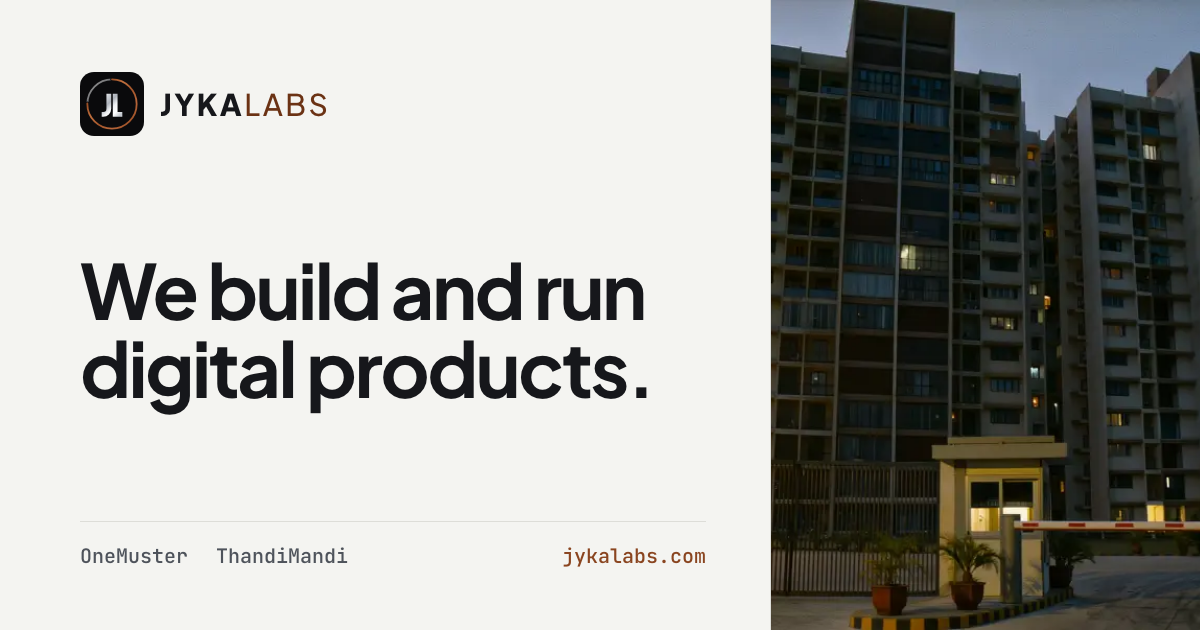 JL JYKALABS
We build and run
digital products.
OneMuster ThandiMandi jykalabs.com